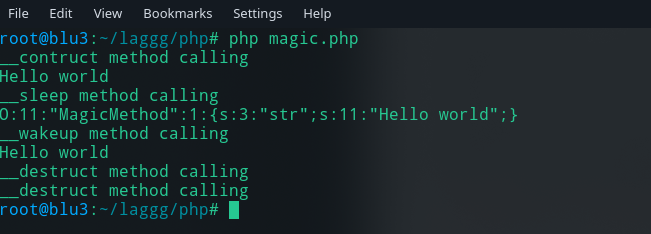 File Edit View Bookmarks Settings Help
root@blu3:~/laggg/php# php magic.php
__contruct method calling
Hello world
__sleep method calling
O:11:"MagicMethod":1:{s:3:"str";s:11:"Hello world";}
__wakeup method calling
Hello world
__destruct method calling
__destruct method calling
root@blu3:~/laggg/php#